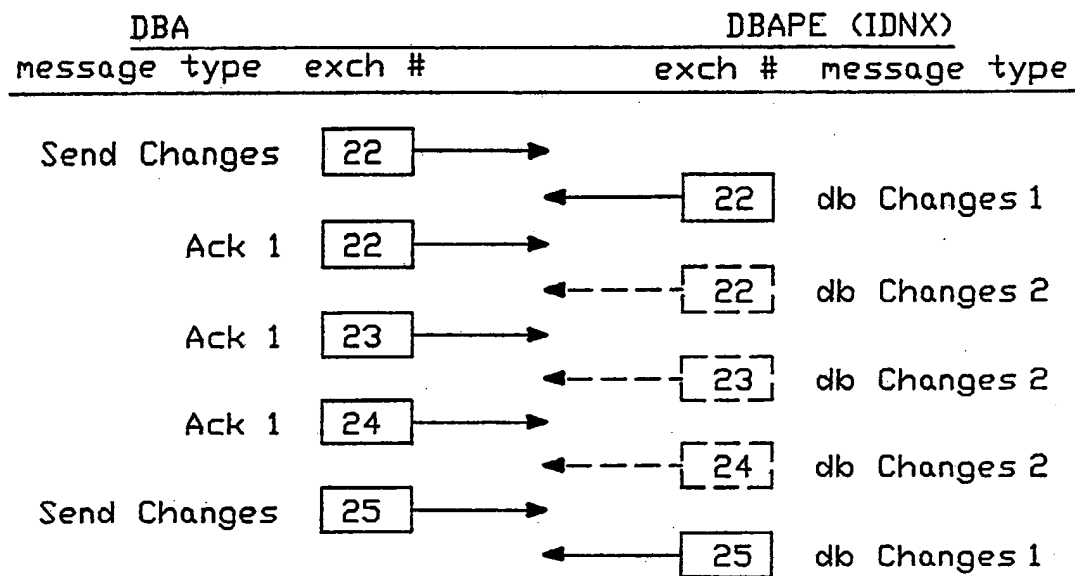 DBA DBAPE (IDNX)
message type exch # exch # message type
Send Changes 22
22 db Changes 1
Ack 1 22
22 db Changes 2
Ack 1 23
23 db Changes 2
Ack 1 24
24 db Changes 2
Send Changes 25
25 db Changes 1